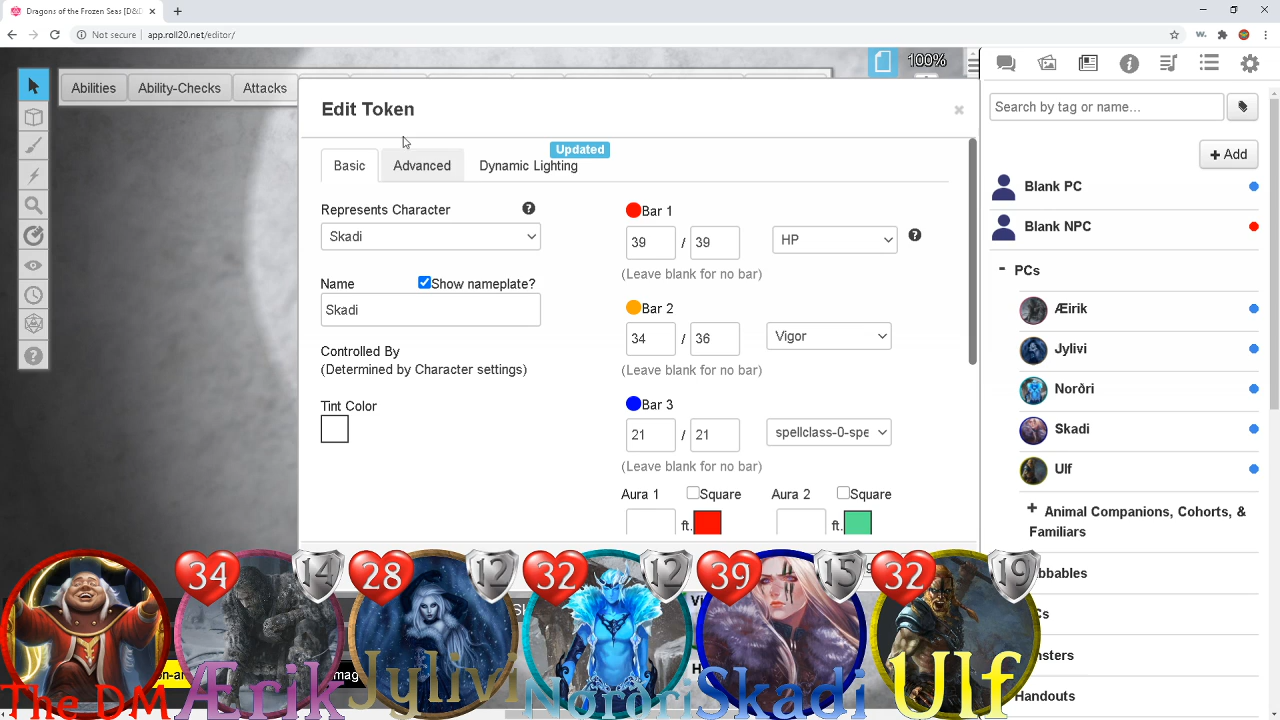 Dragons of the Frozen Seas [D&D
Not secure
app.roll20.net/editor/
W.
100%
Abilities
Ability-Checks
Attacks
Edit Token
Updated
Basic
Advanced
Dynamic Lighting
Represents Character
Skadi
Name
Show nameplate?
Skadi
Controlled By
(Determined by Character settings)
Tint Color
Bar 1
39 / 39
HP
(Leave blank for no bar)
Bar 2
34 / 36
Vigor
(Leave blank for no bar)
Bar 3
21 / 21
spellclass-0-spe
(Leave blank for no bar)
Aura 1
Square
Aura 2
Square
ft.
ft.
Search by tag or name...
+ Add
Blank PC
Blank NPC
- PCs
Æirik
Jylivi
Norðri
Skadi
Ulf
+ Animal Companions, Cohorts, &
Familiars
bbables
Cs
nsters
Handouts
34
14
28
12
32
12
39
15
32
19
The DM
Ærik
Jylivi
Norðri
Skadi
Ulf